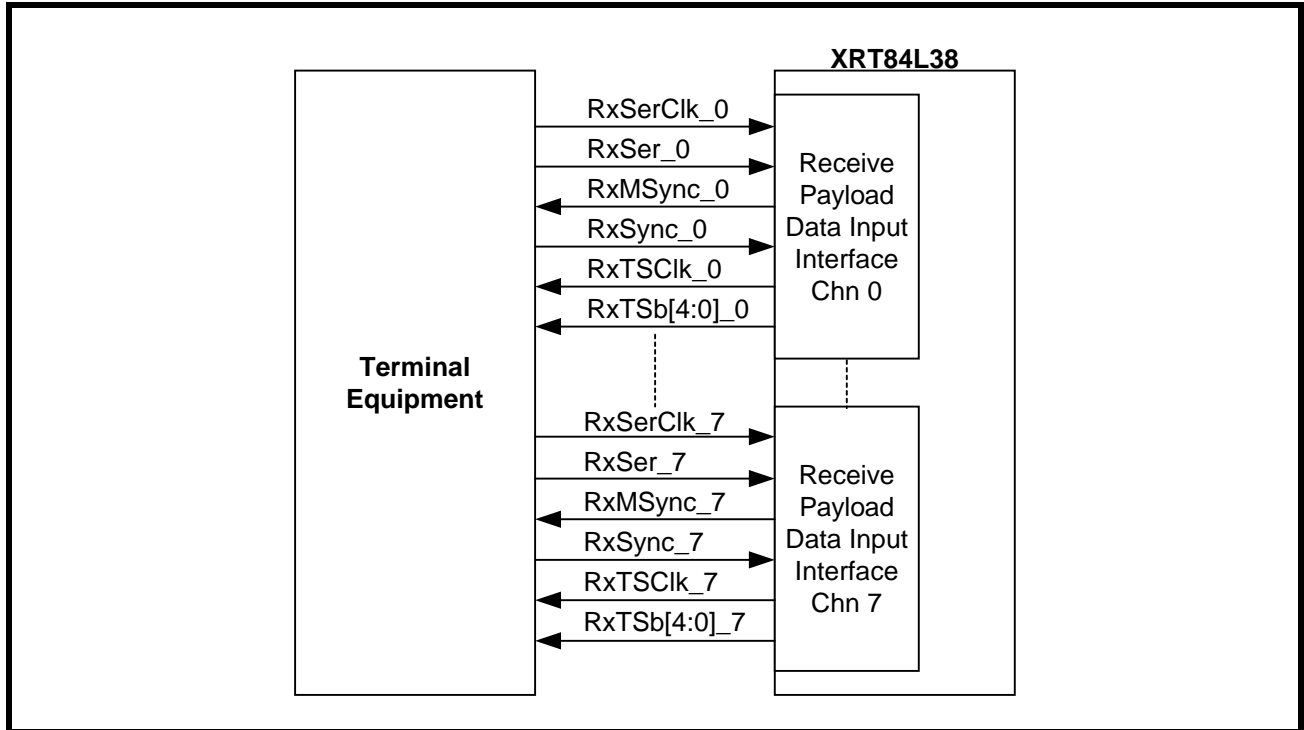 XRT84L38
RxSerClk_0
RxSer_0
RxMSync_0
RxSync_0
RxTSClk_0
RxTSb[4:0]_0
Receive
Payload
Data Input
Interface
Chn 0
Terminal
Equipment
RxSerClk_7
RxSer_7
RxMSync_7
RxSync_7
RxTSClk_7
RxTSb[4:0]_7
Receive
Payload
Data Input
Interface
Chn 7